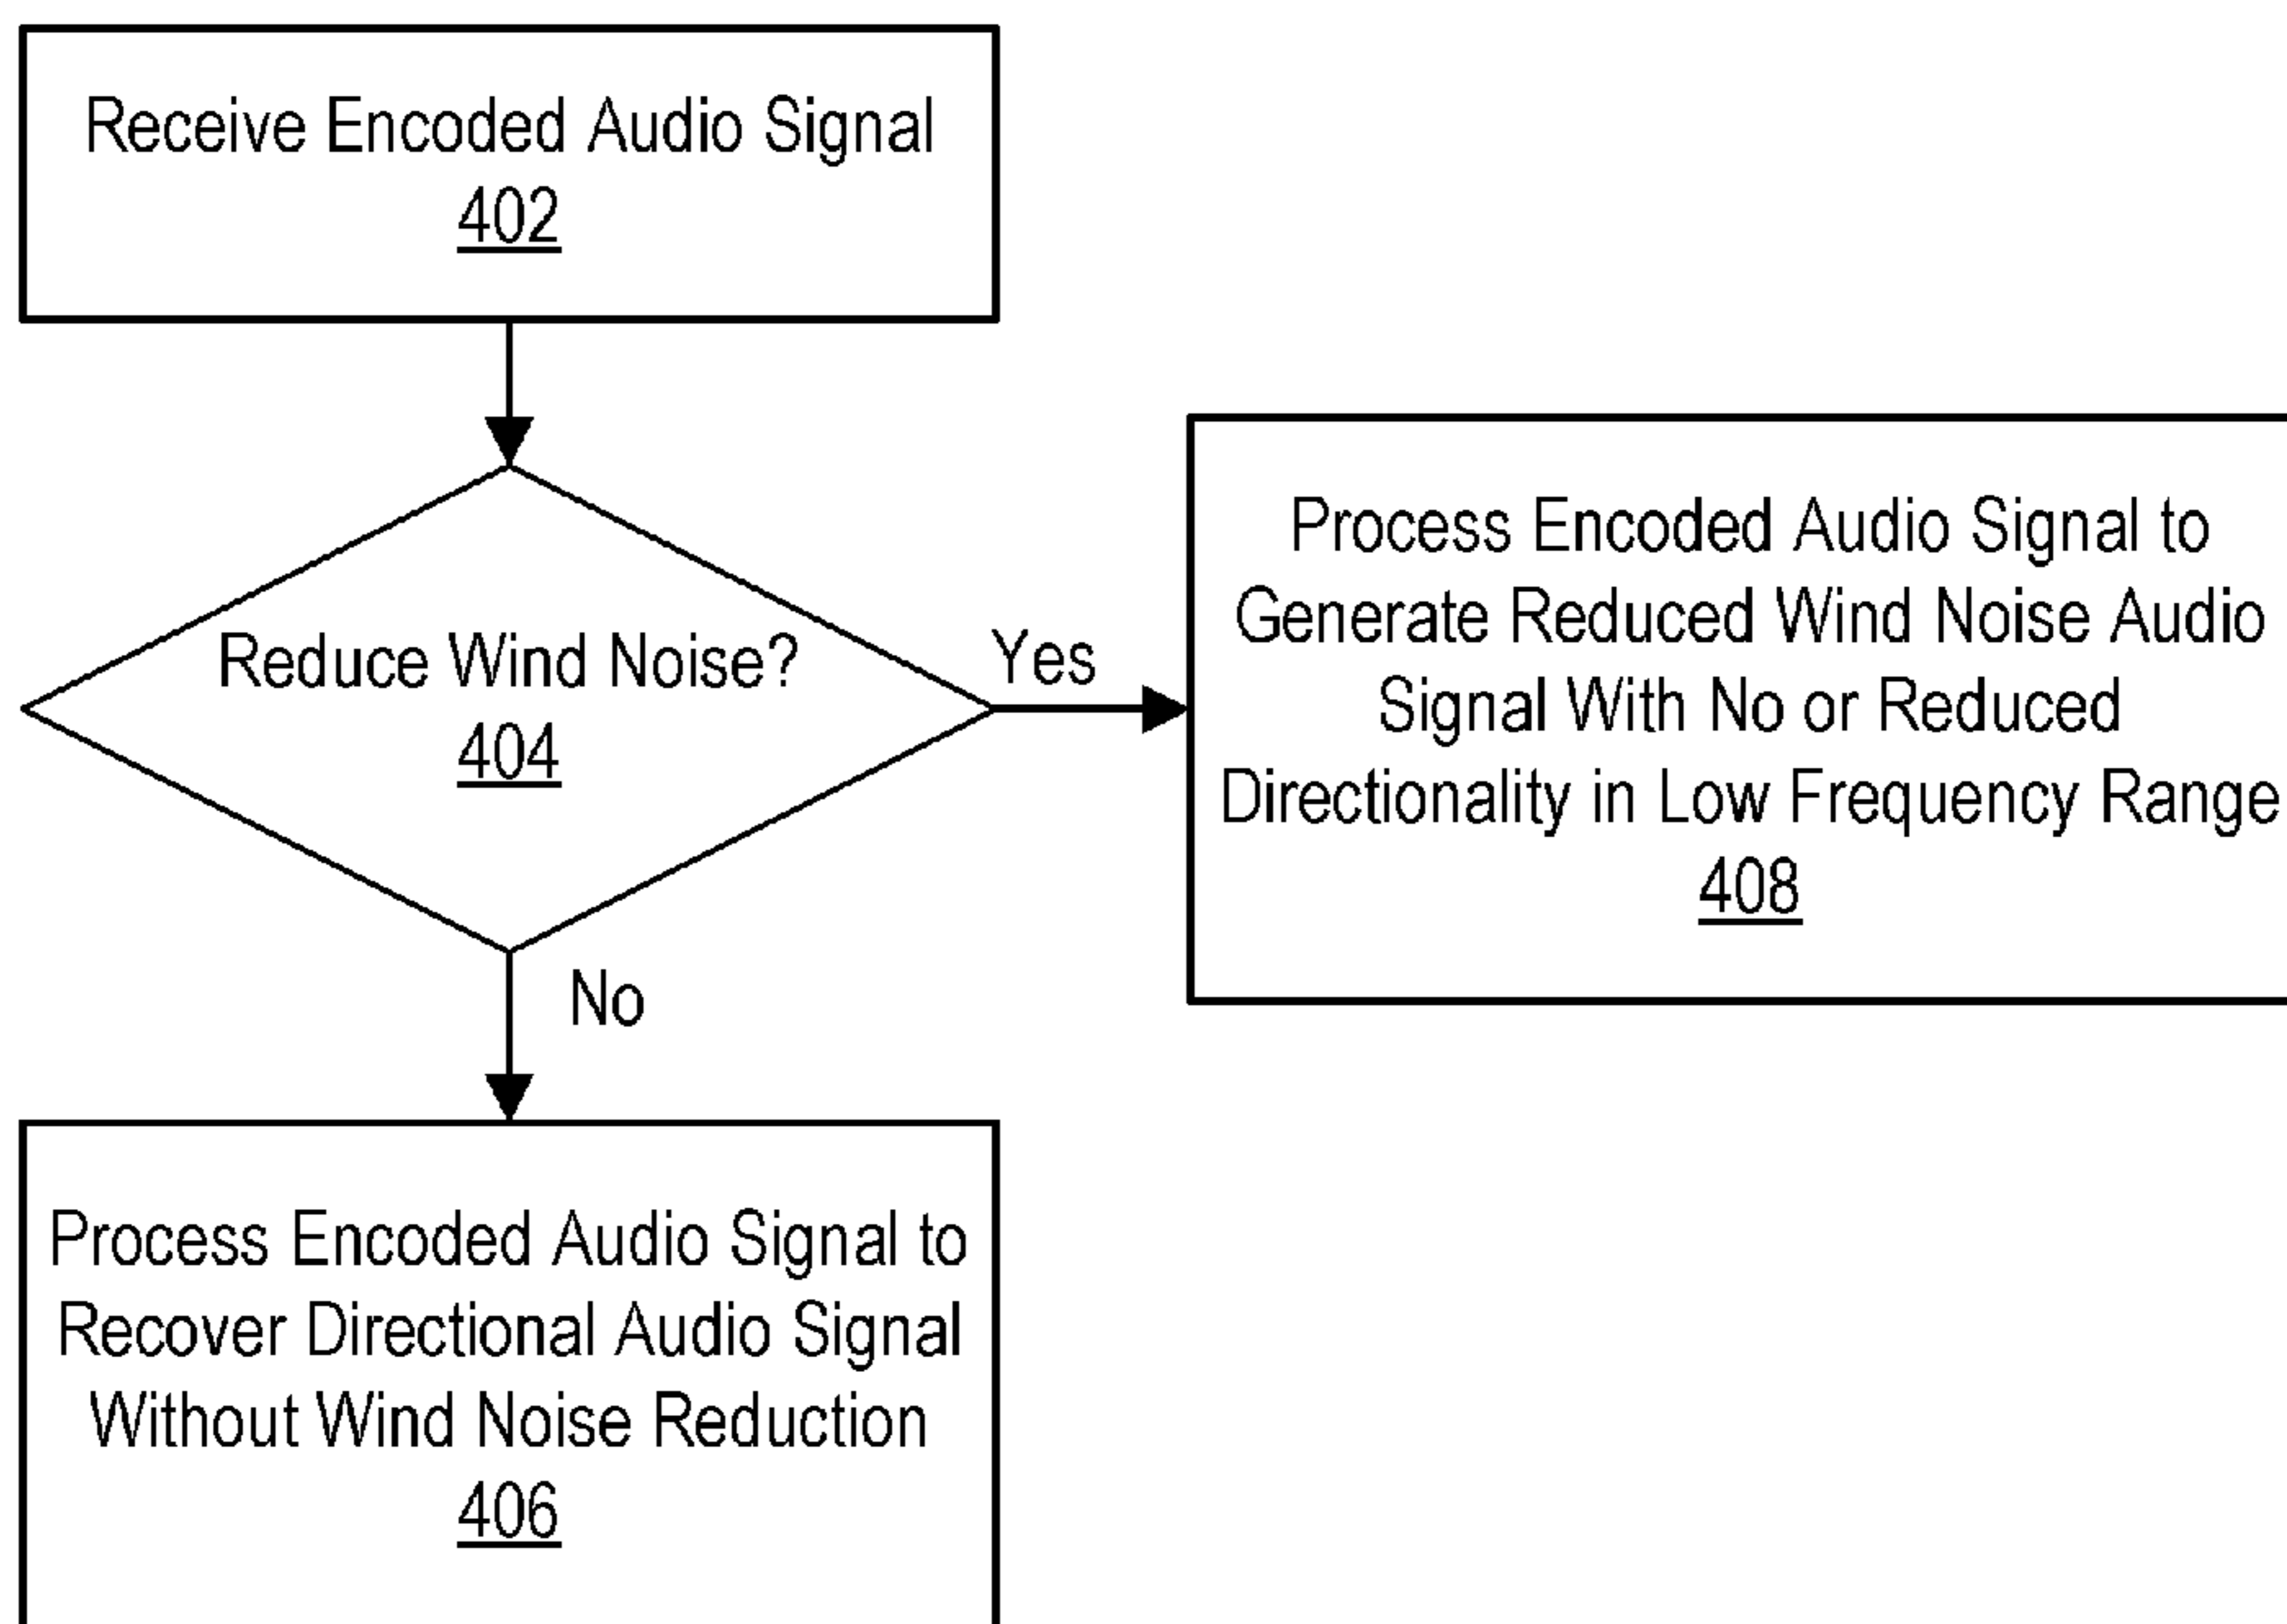 Receive Encoded Audio Signal
402
Reduce Wind Noise?
404
Yes
Process Encoded Audio Signal to
Generate Reduced Wind Noise Audio
Signal With No or Reduced
Directionality in Low Frequency Range
408
No
Process Encoded Audio Signal to
Recover Directional Audio Signal
Without Wind Noise Reduction
406